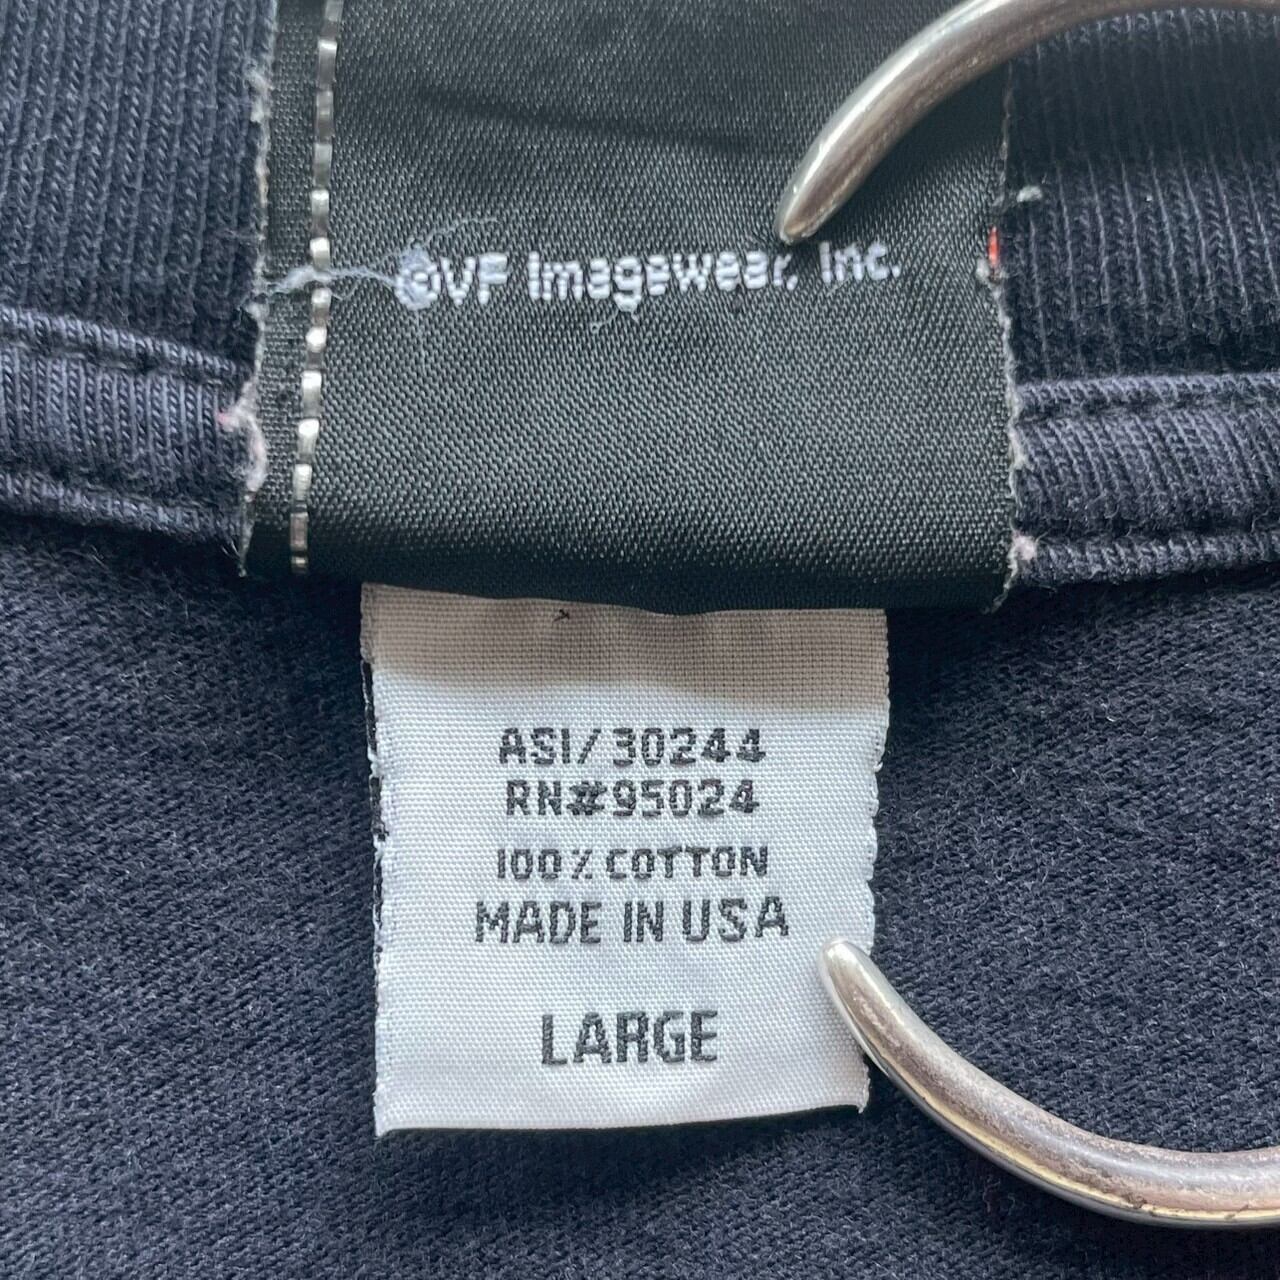 ©VF Imagewear, Inc.
ASI/30244
RN#95024
100% COTTON
MADE IN USA
LARGE